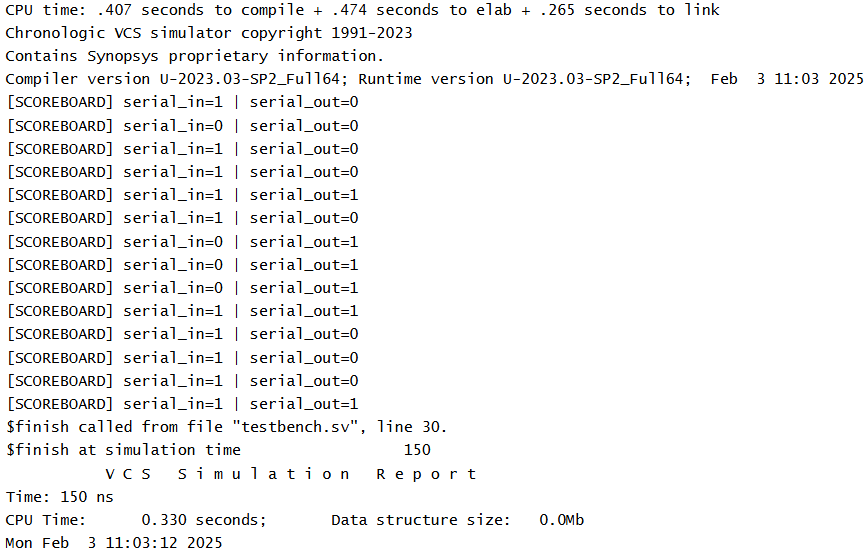 CPU time: .407 seconds to compile + .474 seconds to elab + .265 seconds to link
Chronologic VCS simulator copyright 1991-2023
Contains Synopsys proprietary information.
Compiler version U-2023.03-SP2_Full64; Runtime version U-2023.03-SP2_Full64;  Feb  3 11:03 2025
[SCOREBOARD] serial_in=1 | serial_out=0
[SCOREBOARD] serial_in=0 | serial_out=0
[SCOREBOARD] serial_in=1 | serial_out=0
[SCOREBOARD] serial_in=1 | serial_out=0
[SCOREBOARD] serial_in=1 | serial_out=1
[SCOREBOARD] serial_in=1 | serial_out=0
[SCOREBOARD] serial_in=0 | serial_out=1
[SCOREBOARD] serial_in=0 | serial_out=1
[SCOREBOARD] serial_in=0 | serial_out=1
[SCOREBOARD] serial_in=1 | serial_out=1
[SCOREBOARD] serial_in=1 | serial_out=0
[SCOREBOARD] serial_in=1 | serial_out=0
[SCOREBOARD] serial_in=1 | serial_out=0
[SCOREBOARD] serial_in=1 | serial_out=1
$finish called from file "testbench.sv", line 30.
$finish at simulation time                  150
           V C S   S i m u l a t i o n   R e p o r t
Time: 150 ns
CPU Time:      0.330 seconds;       Data structure size:   0.0Mb
Mon Feb  3 11:03:12 2025